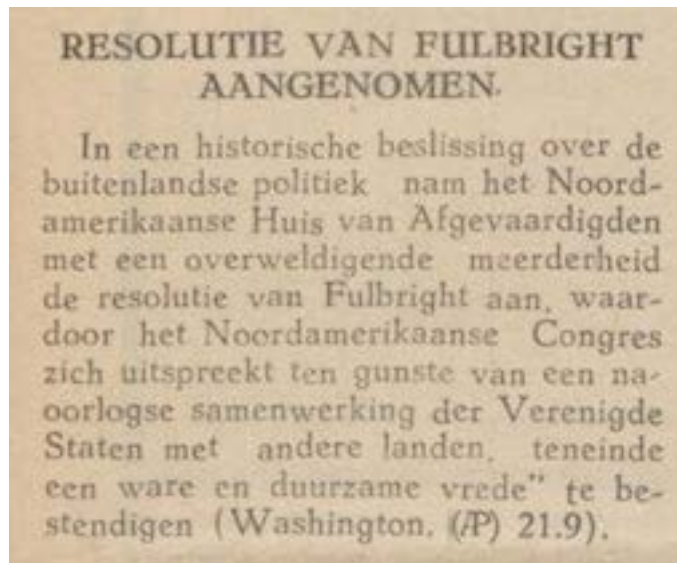 RESOLUTIE VAN FULBRIGHT
AANGENOMEN.
In een historische beslissing over de
buitenlandse politiek nam het Noord-
amerikaanse Huis van Afgevaardigden
met een overweldigende meerderheid
de resolutie van Fulbright aan, waar-
door het Noordamerikaanse Congres
zich uitspreekt ten gunste van een na-
oorlogse samenwerking der Verenigde
Staten met andere landen, teneinde
een ware en duurzame vrede" te be-
stendigen (Washington, (AP) 21.9).